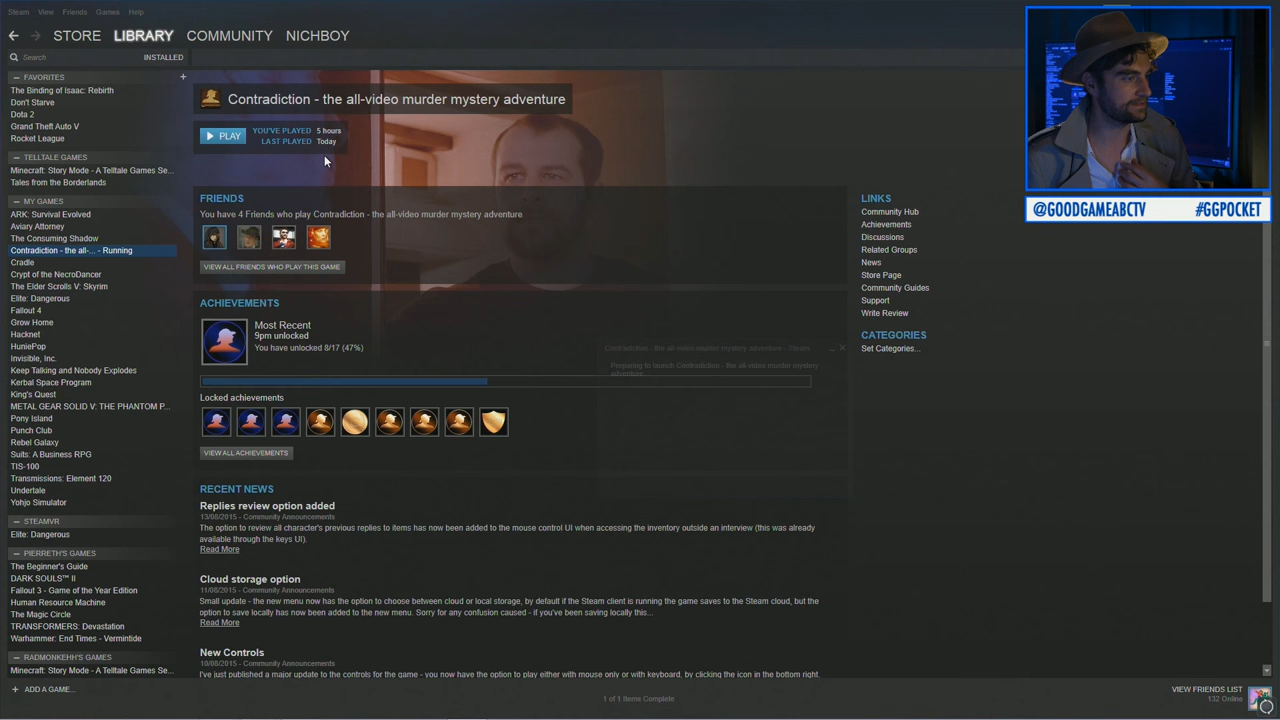 Steam View Friends Games Help
STORE LIBRARY COMMUNITY NICHBOY
Search INSTALLED
FAVORITES
The Binding of Isaac: Rebirth
Don't Starve
Dota 2
Grand Theft Auto V
Rocket League
TELLTALE GAMES
Minecraft: Story Mode - A Telltale Games Se...
Tales from the Borderlands
MY GAMES
ARK: Survival Evolved
Aviary Attorney
The Consuming Shadow
Contradiction - the all-... - Running
Cradle
Crypt of the NecroDancer
The Elder Scrolls V: Skyrim
Elite: Dangerous
Fallout 4
Grow Home
Hacknet
HuniePop
Invisible, Inc.
Keep Talking and Nobody Explodes
Kerbal Space Program
King's Quest
METAL GEAR SOLID V: THE PHANTOM P...
Pony Island
Punch Club
Rebel Galaxy
Suits: A Business RPG
TIS-100
Transmissions: Element 120
Undertale
Yohjo Simulator
STEAMVR
Elite: Dangerous
PIERRETH'S GAMES
The Beginner's Guide
DARK SOULS™ II
Fallout 3 - Game of the Year Edition
Human Resource Machine
The Magic Circle
TRANSFORMERS: Devastation
Warhammer: End Times - Vermintide
RADMONKEHH'S GAMES
Minecraft: Story Mode - A Telltale Games Se...
+ ADD A GAME...
Contradiction - the all-video murder mystery adventure
PLAY YOU'VE PLAYED 5 hours
LAST PLAYED Today
FRIENDS
You have 4 Friends who play Contradiction - the all-video murder mystery adventure
VIEW ALL FRIENDS WHO PLAY THIS GAME
ACHIEVEMENTS
Most Recent
9pm unlocked
You have unlocked 8/17 (47%)
Contradiction - the all-video murder mystery adventure - Steam
Preparing to launch Contradiction - the all-video murder mystery
adventure...
Locked achievements
VIEW ALL ACHIEVEMENTS
RECENT NEWS
Replies review option added
13/08/2015 - Community Announcements
The option to review all character's previous replies to items has now been added to the mouse control UI when accessing the inventory outside an interview (this was already
available through the keys UI).
Read More
Cloud storage option
11/08/2015 - Community Announcements
Small update - the new menu now has the option to choose between cloud or local storage, by default if the Steam client is running the game saves to the Steam cloud, but the
option to save locally has now been added to the new menu. Sorry for any confusion caused - if you've been saving locally this...
Read More
New Controls
10/08/2015 - Community Announcements
I've just published a major update to the controls for the game - you now have the option to play either with mouse only or with keyboard, by clicking the icon in the bottom right,
LINKS
Community Hub
Achievements
Discussions
Related Groups
News
Store Page
Community Guides
Support
Write Review
CATEGORIES
Set Categories...
@GOODGAMEABCTV #GGPOCKET
1 of 1 Items Complete
VIEW FRIENDS LIST
132 Online